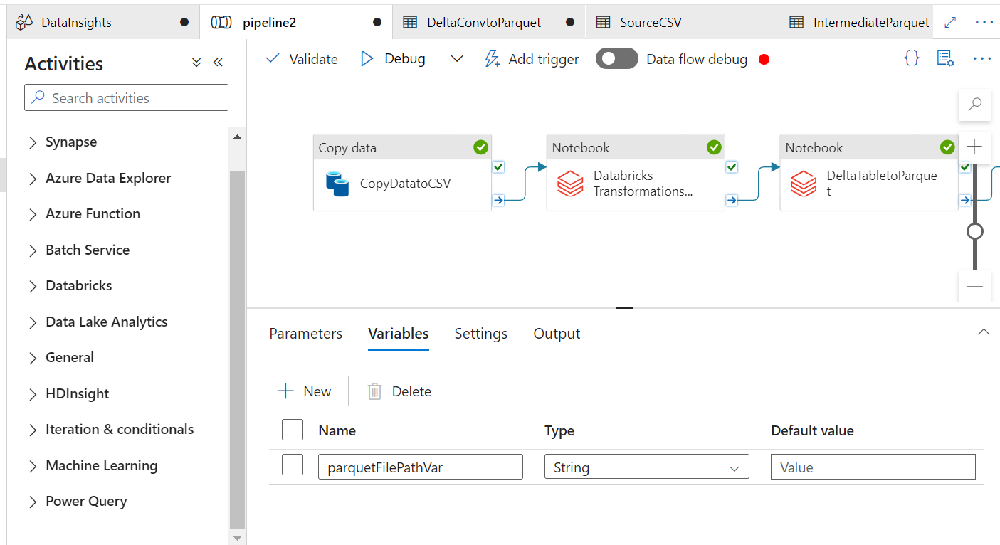 DataInsights
pipeline2
DeltaConvtoParquet
SourceCSV
IntermediateParquet
Activities
Search activities
Synapse
Azure Data Explorer
Azure Function
Batch Service
Databricks
Data Lake Analytics
General
HDInsight
Iteration & conditionals
Machine Learning
Power Query
Validate
Debug
Add trigger
Data flow debug
Copy data
CopyDatatoCSV
Notebook
Databricks
Transformations...
Notebook
DeltaTabletoParque
t
Parameters
Variables
Settings
Output
New
Delete
Name
Type
Default value
parquetFilePathVar
String
Value